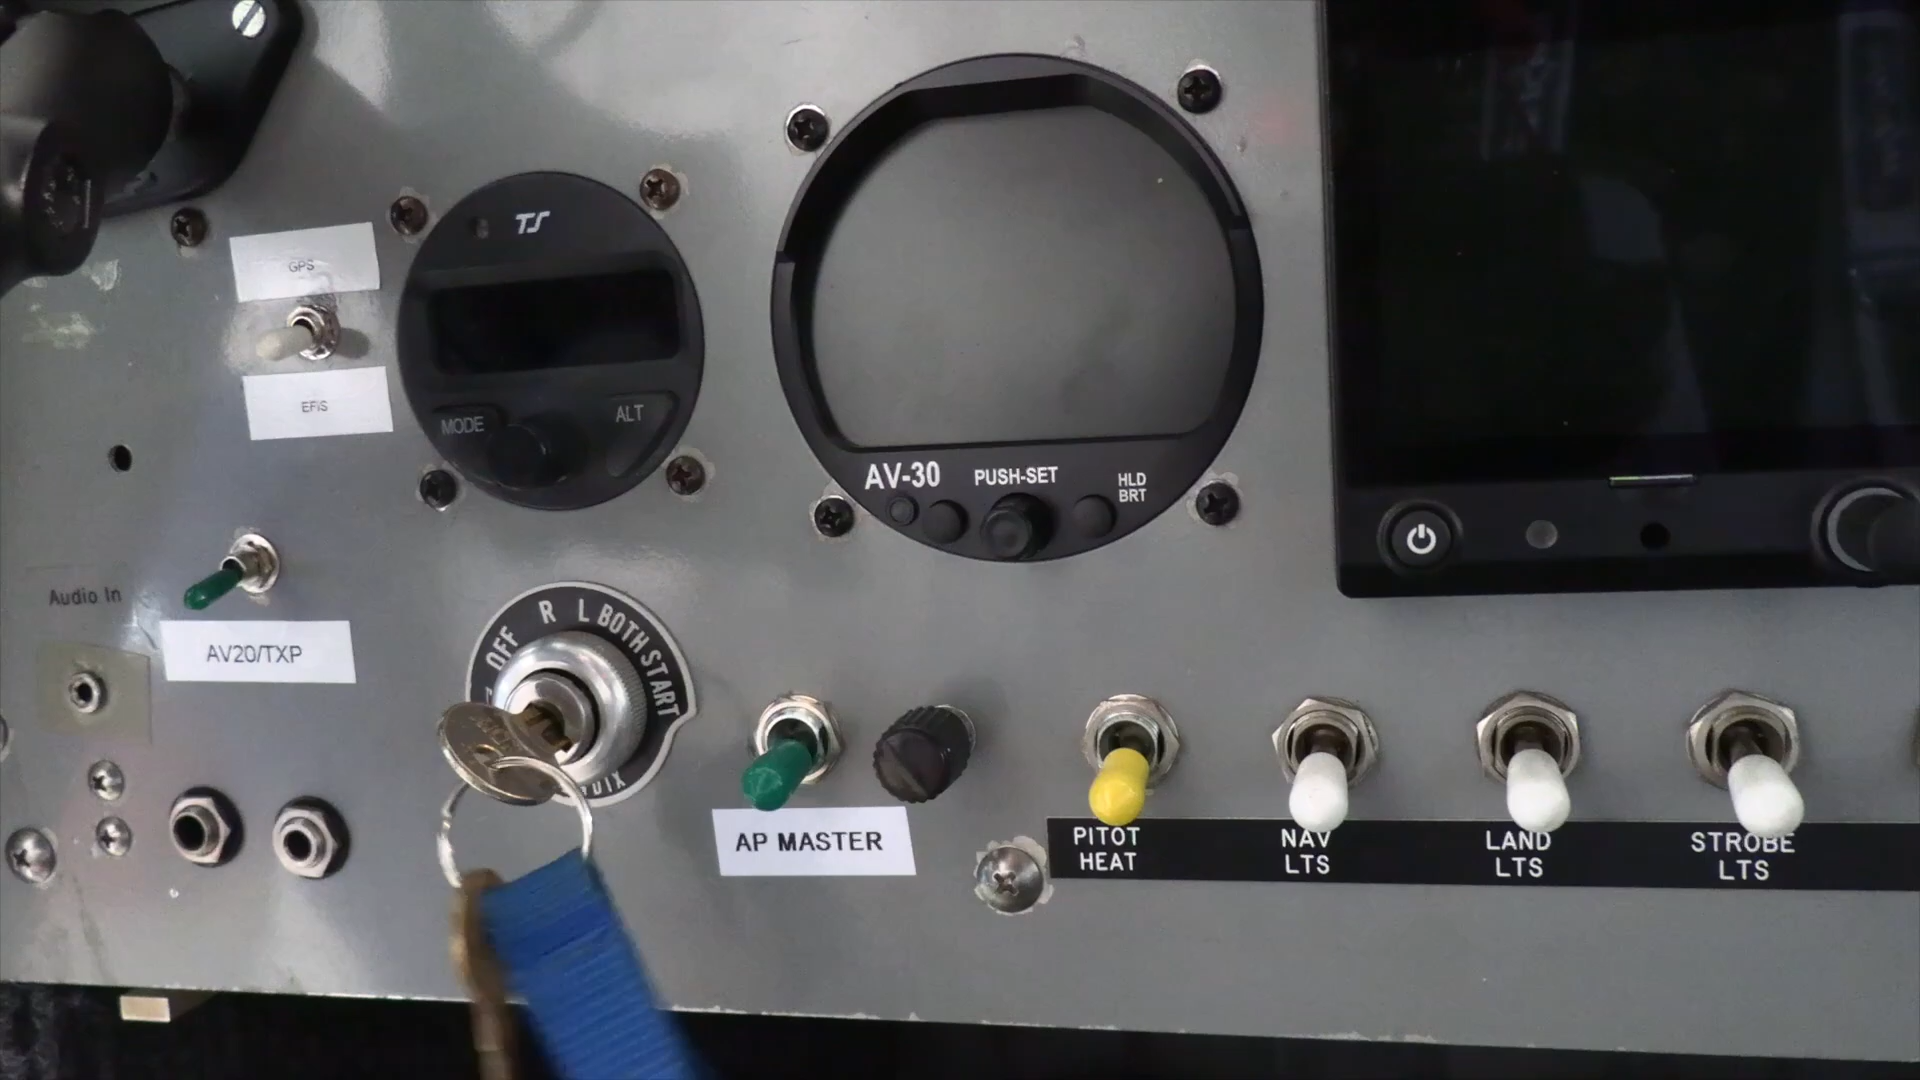 TS
GPS
EFIS
MODE
ALT
AV-30
PUSH-SET
HLD
BRT
Audio In
AV20/TXP
OFF R L BOTH START
AP MASTER
PITOT
HEAT
NAV
LTS
LAND
LTS
STROBE
LTS